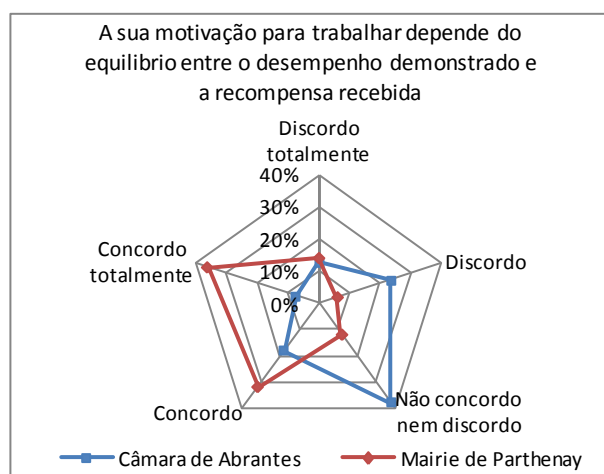 A sua motivação para trabalhar depende do
equilibrio entre o desempenho demonstrado e
a recompensa recebida
Discordo
totalmente
40%
30%
20%
10%
0%
Concordo
totalmente
Discordo
Concordo
Não concordo
nem discordo
Câmara de Abrantes
Mairie de Parthenay